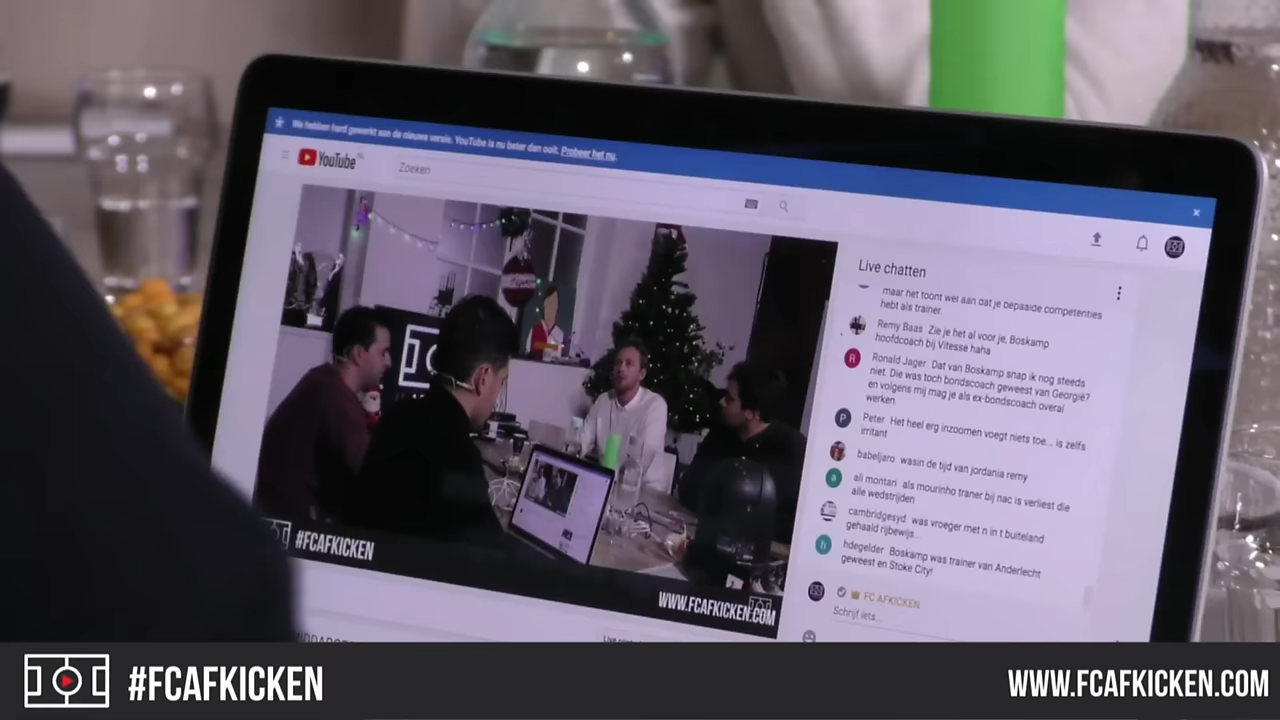 We hebben hard gewerkt aan de nieuwe versie. YouTube is nu beter dan ooit. Probeer het nu.
YouTube NL
Zoeken
Live chatten
maar het toont wel aan dat je bepaalde competenties
hebt als trainer.
Remy Baas Zie je het al voor je, Boskamp
hoofdcoach bij Vitesse haha
Ronald Jager Dat van Boskamp snap ik nog steeds
niet. Die was toch bondscoach geweest van Georgië?
en volgens mij mag je als ex-bondscoach overal
werken
Peter Het heel erg inzoomen voegt niets toe... is zelfs
irritant
babeljaro wasin de tijd van jordania remy
ali montari als mourinho traner bij nac is verliest die
alle wedstrijden
cambridgesyd was vroeger met n in t buiteland
gehaald rijbewijs..
hdegelder Boskamp was trainer van Anderlecht
geweest en Stoke City!
FC AFKICKEN
Schrijf iets...
#FCAFKICKEN
WWW.FCAFKICKEN.COM
#FCAFKICKEN
WWW.FCAFKICKEN.COM